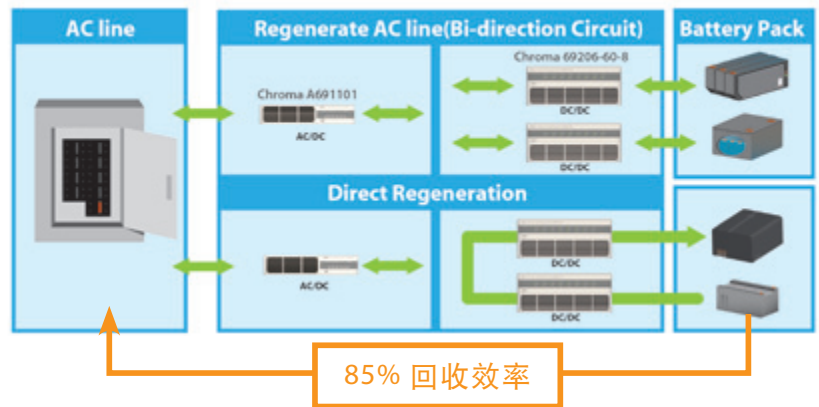 AC line
Regenerate AC line(Bi-direction Circuit)
Battery Pack
Chroma 69206-60-8
Chroma A691101
AC/DC
DC/DC
DC/DC
Direct Regeneration
AC/DC
DC/DC
DC/DC
85% 回收效率